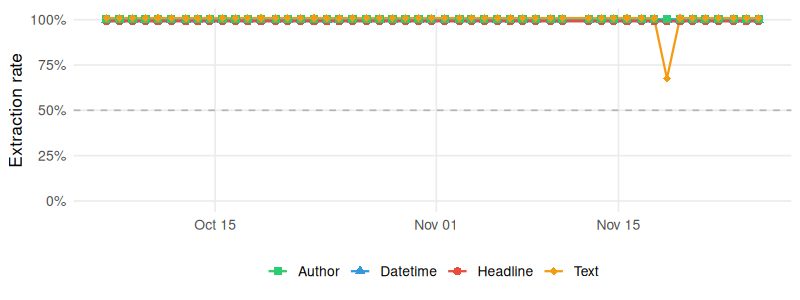 Extraction rate
100%
75%
50%
25%
0%
Oct 15 Nov 01 Nov 15
Author Datetime Headline Text